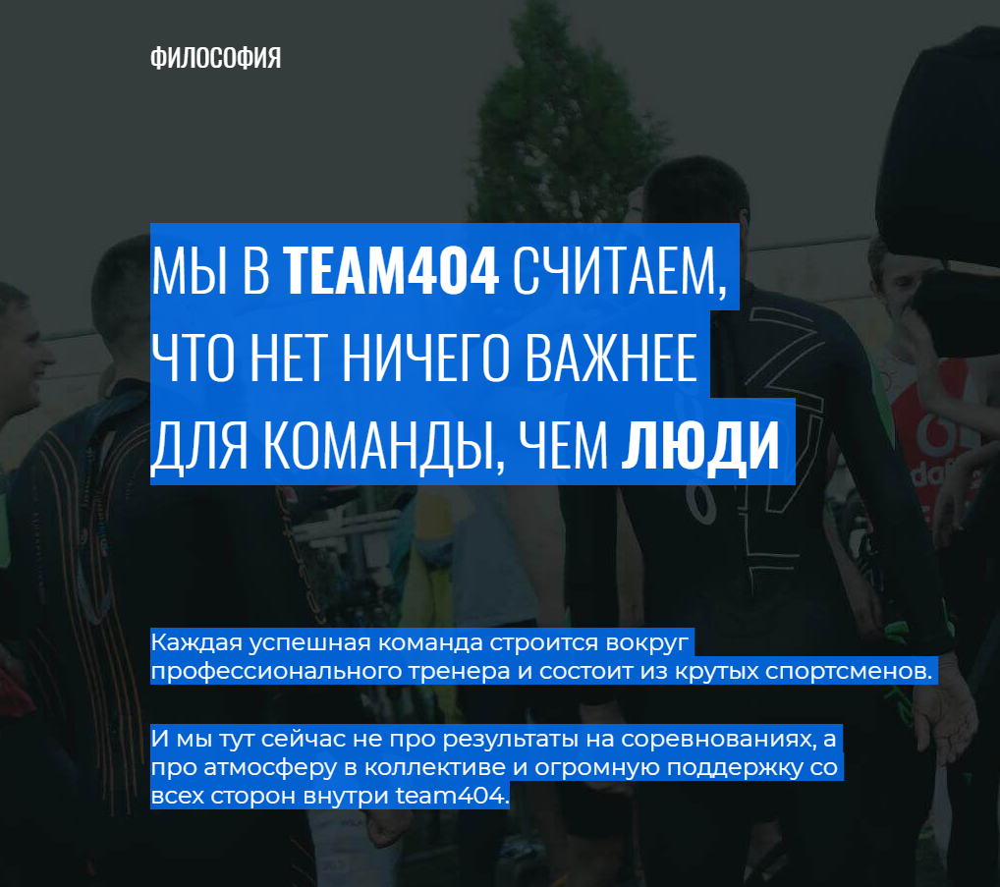 ФИЛОСОФИЯ
МЫ В TEAM404 СЧИТАЕМ,
ЧТО НЕТ НИЧЕГО ВАЖНЕЕ
ДЛЯ КОМАНДЫ, ЧЕМ ЛЮДИ
Каждая успешная команда строится вокруг
профессионального тренера и состоит из крутых спортсменов.
И мы тут сейчас не про результаты на соревнованиях, а
про атмосферу в коллективе и огромную поддержку со
всех сторон внутри team404.